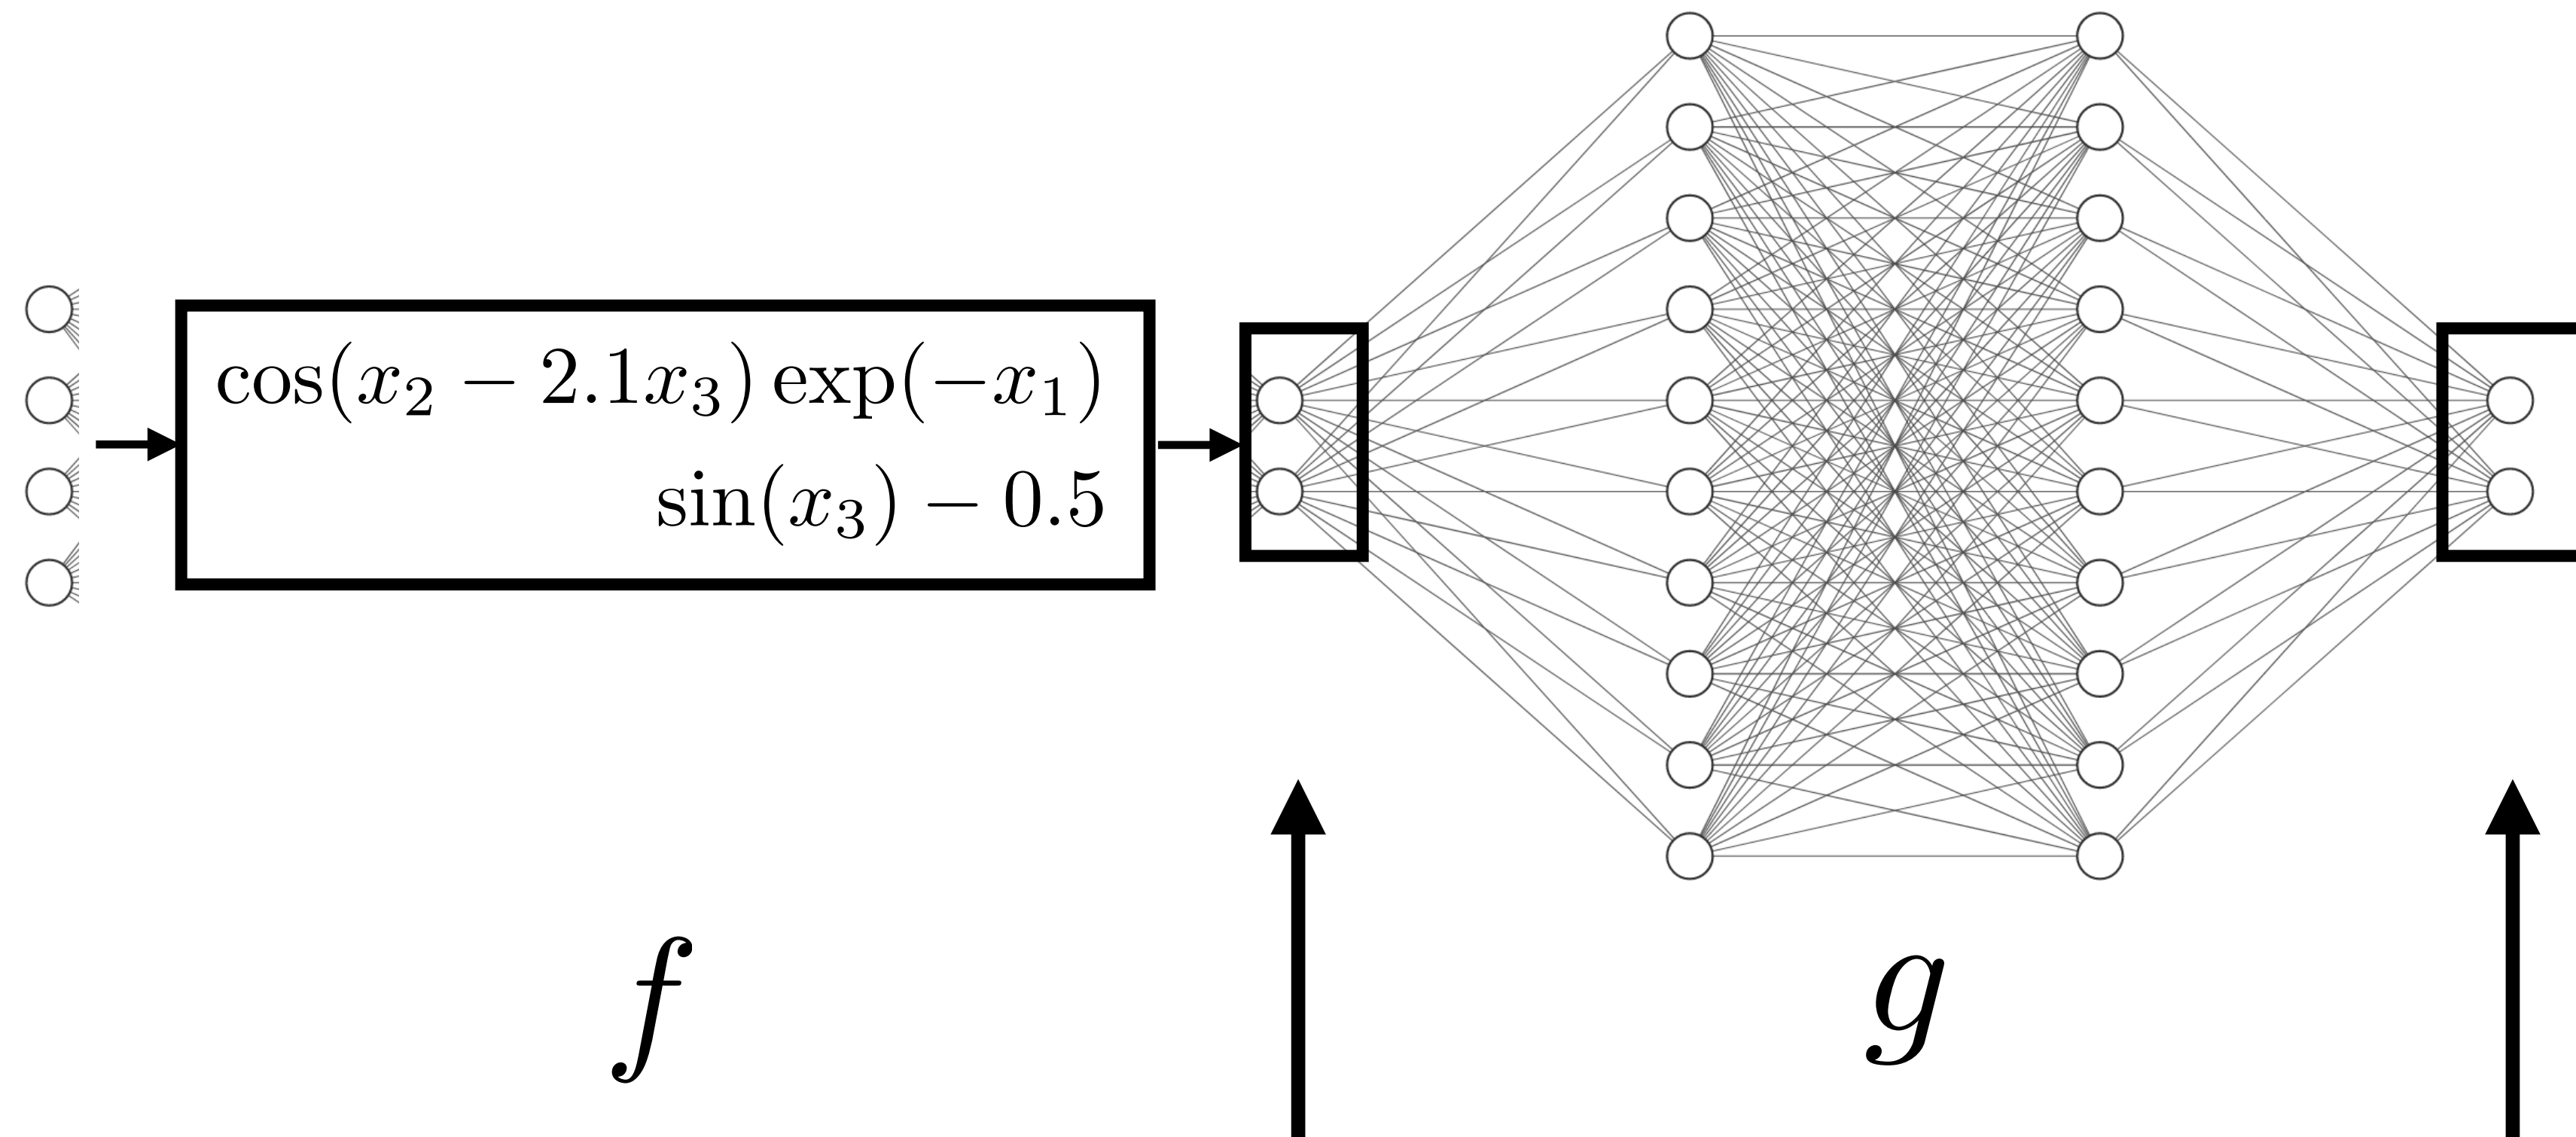 cos(x₂ − 2.1x₃) exp(−x₁)
sin(x₃) − 0.5
f
g